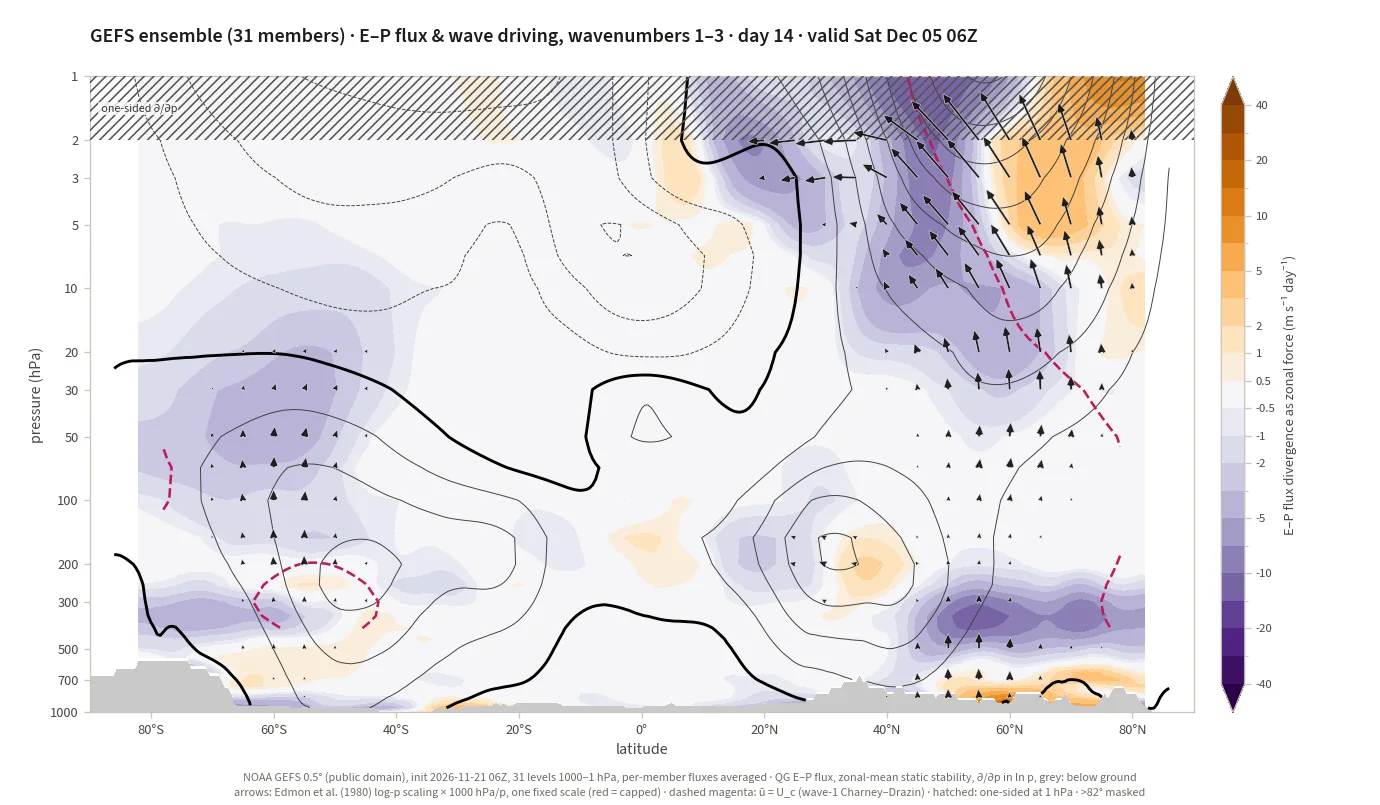 GEFS ensemble (31 members) · E–P flux & wave driving, wavenumbers 1–3 · day 14 · valid Sat Dec 05 06Z
one-sided ∂/∂p
pressure (hPa)
1
2
3
5
10
20
30
50
100
200
300
500
700
1000
80°S
60°S
40°S
20°S
0°
20°N
40°N
60°N
80°N
latitude
40
20
10
5
2
1
0.5
-0.5
-1
-2
-5
-10
-20
-40
E–P flux divergence as zonal force (m s⁻¹ day⁻¹)
NOAA GEFS 0.5° (public domain), init 2026-11-21 06Z, 31 levels 1000–1 hPa, per-member fluxes averaged · QG E–P flux, zonal-mean static stability, ∂/∂p in ln p, grey: below ground
arrows: Edmon et al. (1980) log-p scaling × 1000 hPa/p, one fixed scale (red = capped) · dashed magenta: ū = U_c (wave-1 Charney–Drazin) · hatched: one-sided at 1 hPa · >82° masked